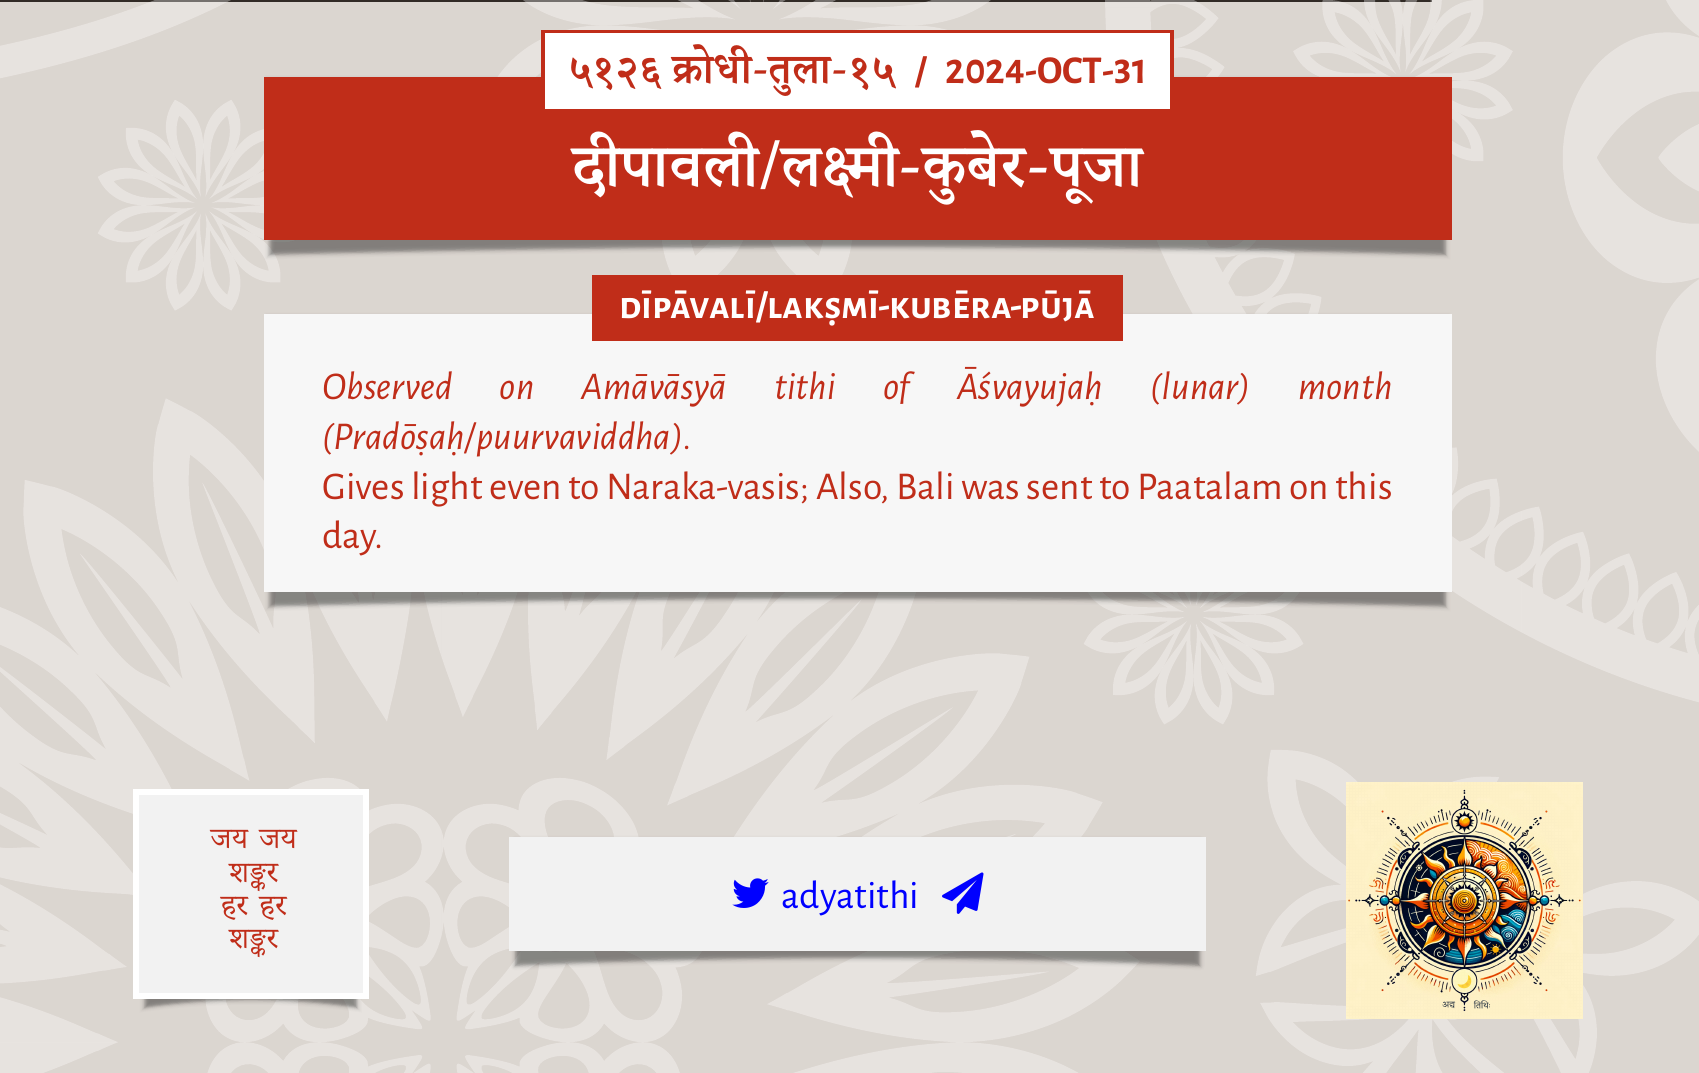 ५१२६ क्रोधी-तुला-१५ / 2024-OCT-31
दीपावली/लक्ष्मी-कुबेर-पूजा
DĪPĀVALĪ/LAKṢMĪ-KUBĒRA-PŪJĀ
Observed on Amāvāsyā tithi of Āśvayujaḥ (lunar) month
(Pradōṣaḥ/puurvaviddha).
Gives light even to Naraka-vasis; Also, Bali was sent to Paatalam on this
day.
जय जय
शङ्कर
हर हर
शङ्कर
adyatithi
अद्य तिथिः